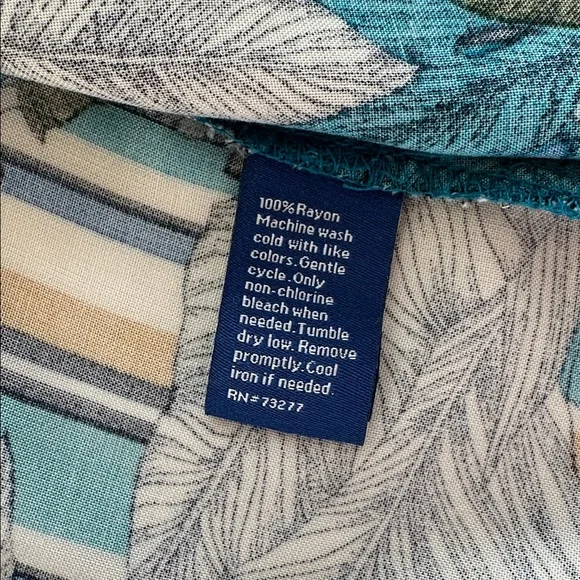 100%Rayon
Machine wash
cold with like
colors.Gentle
cycle.Only
non-chlorine
bleach when
needed.Tumble
dry low. Remove
promptly.Cool
iron if needed.
RN#73277